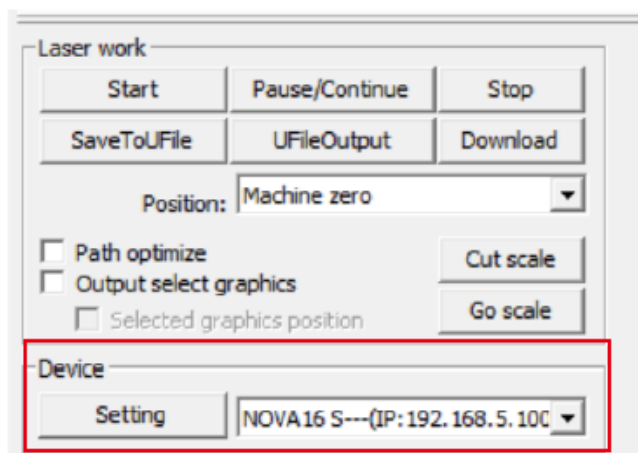 Laser work
Start Pause/Continue Stop
SaveToUFile UFileOutput Download
Position: Machine zero
Path optimize Cut scale
Output select graphics
Selected graphics position Go scale
Device
Setting NOVA16 S---(IP:192.168.5.100